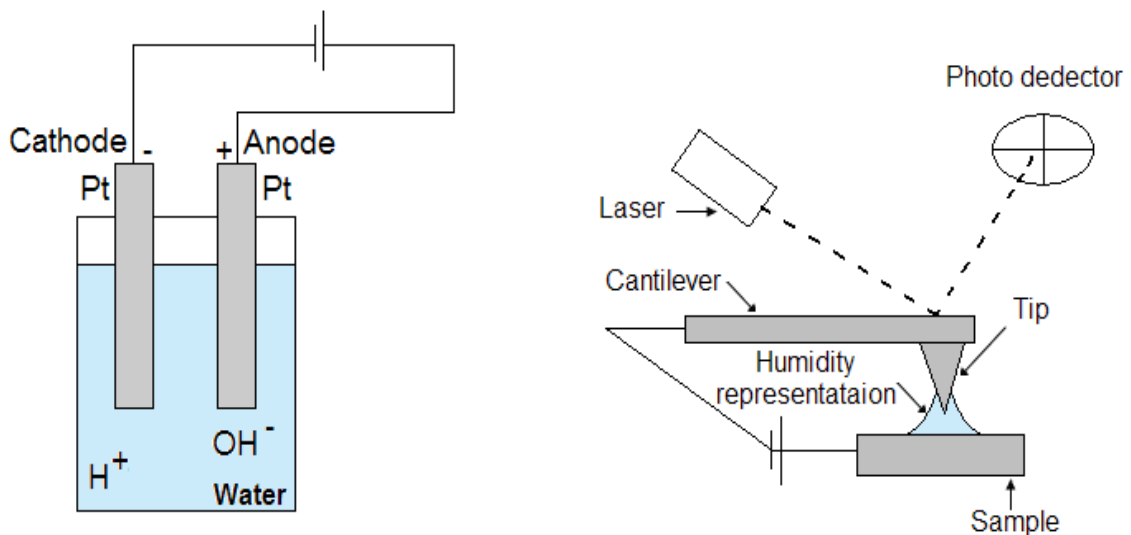 Cathode - + Anode
Pt Pt
H+ OH-
Water
Photo dedector
Laser
Cantilever
Tip
Humidity
representataion
Sample